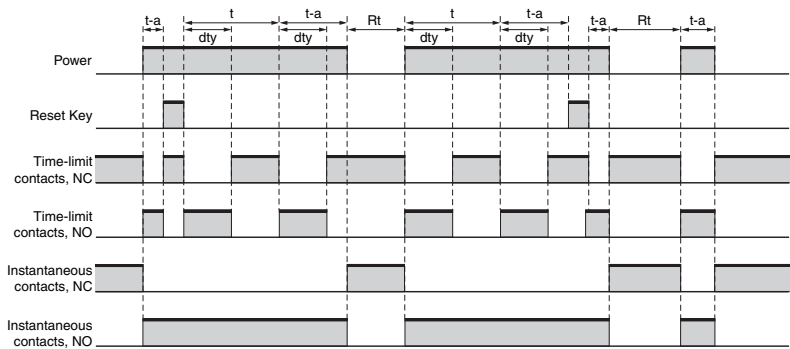 t-a t t-a Rt t t-a t-a Rt t-a
dty dty dty dty
Power
Reset Key
Time-limit
contacts, NC
Time-limit
contacts, NO
Instantaneous
contacts, NC
Instantaneous
contacts, NO